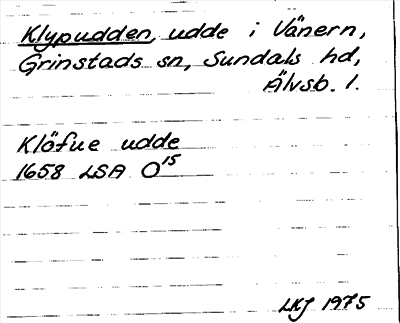 Klypudden, udde i Vänern,
Grinstads sn, Sundals hd,
Älvsb. l.
Klöfue udde
1658 LSA O15
LKJ 1975